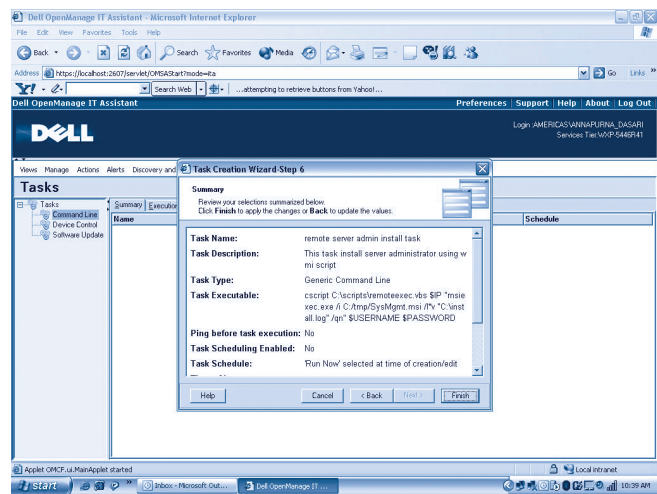 Dell OpenManage IT Assistant - Microsoft Internet Explorer
File Edit View Favorites Tools Help
Back Search Favorites Media
Address https://localhost:2607/servlet/OMSAStart?mode=ita Go Links »
Y! Search Web ...attempting to retrieve buttons from Yahoo!...
Dell OpenManage IT Assistant Preferences Support Help About Log Out
DELL
Login :AMERICAS\ANNAPURNA_DASARI
Services Tier:WXP-5446R41
Views Manage Actions Alerts Discovery and
Task Creation Wizard-Step 6
Tasks
Summary
Review your selections summarized below.
Click Finish to apply the changes or Back to update the values.
Tasks
Command Line
Device Control
Software Update
Summary Execution
Name Schedule
Task Name: remote server admin install task
Task Description: This task install server administrator using w
mi script
Task Type: Generic Command Line
Task Executable: cscript C:\scripts\remoteexec.vbs $IP "msie
xec.exe /i C:/tmp/SysMgmt.msi /l*v "C:\inst
all.log" /qn" $USERNAME $PASSWORD
Ping before task execution: No
Task Scheduling Enabled: No
Task Schedule: 'Run Now' selected at time of creation/edit
Help Cancel < Back Next > Finish
Applet OMCF.ui.MainApplet started Local intranet
start » Inbox - Microsoft Out... Dell OpenManage IT ... 10:39 AM